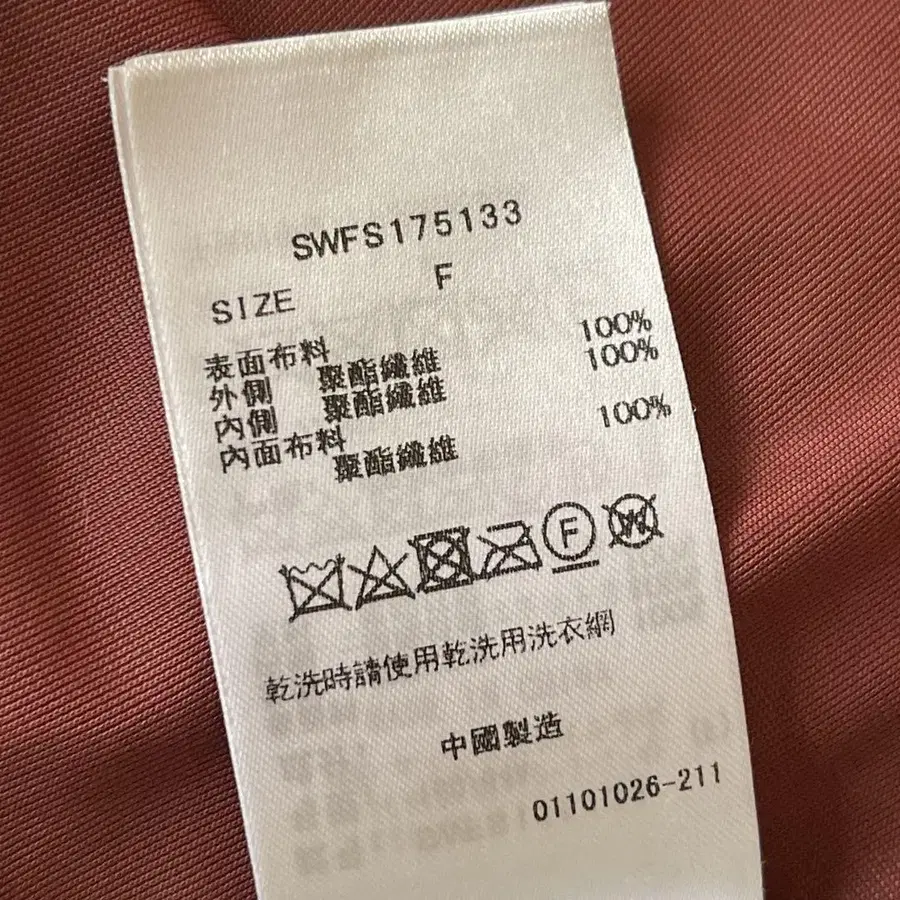 SWFS175133
SIZE F
表面布料
外側 聚酯纖維 100%
內側 聚酯纖維 100%
內面布料
聚酯纖維 100%
F
W
乾洗時請使用乾洗用洗衣網
中國製造
01101026-211